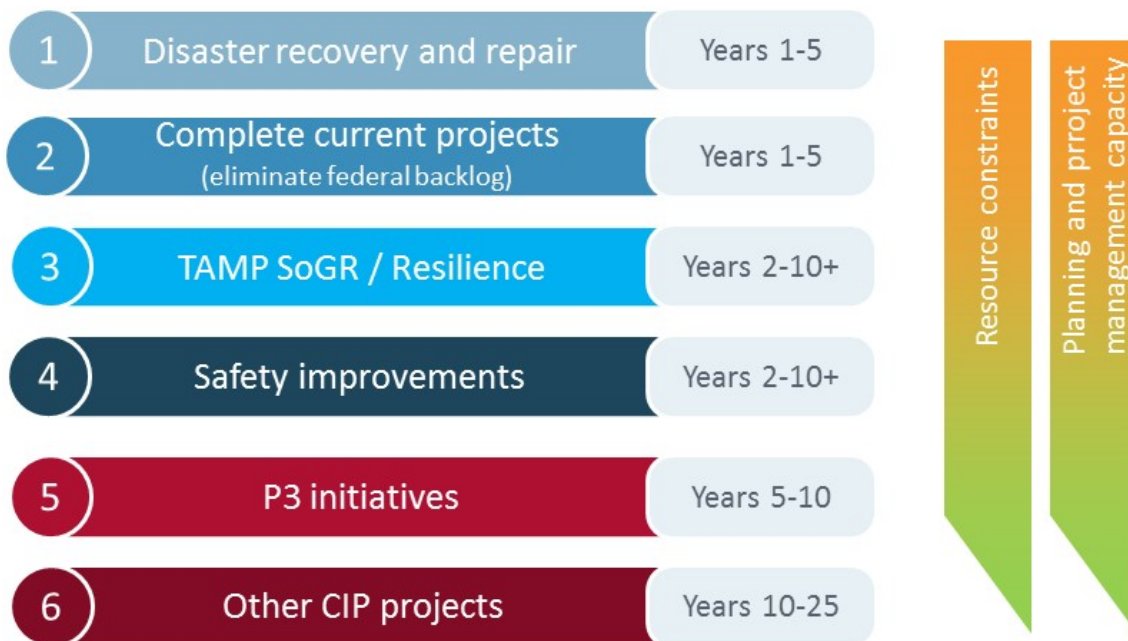 1
Disaster recovery and repair
Years 1-5
2
Complete current projects
(eliminate federal backlog)
Years 1-5
3
TAMP SoGR / Resilience
Years 2-10+
4
Safety improvements
Years 2-10+
5
P3 initiatives
Years 5-10
6
Other CIP projects
Years 10-25
Resource constraints
Planning and prroject
management capacity